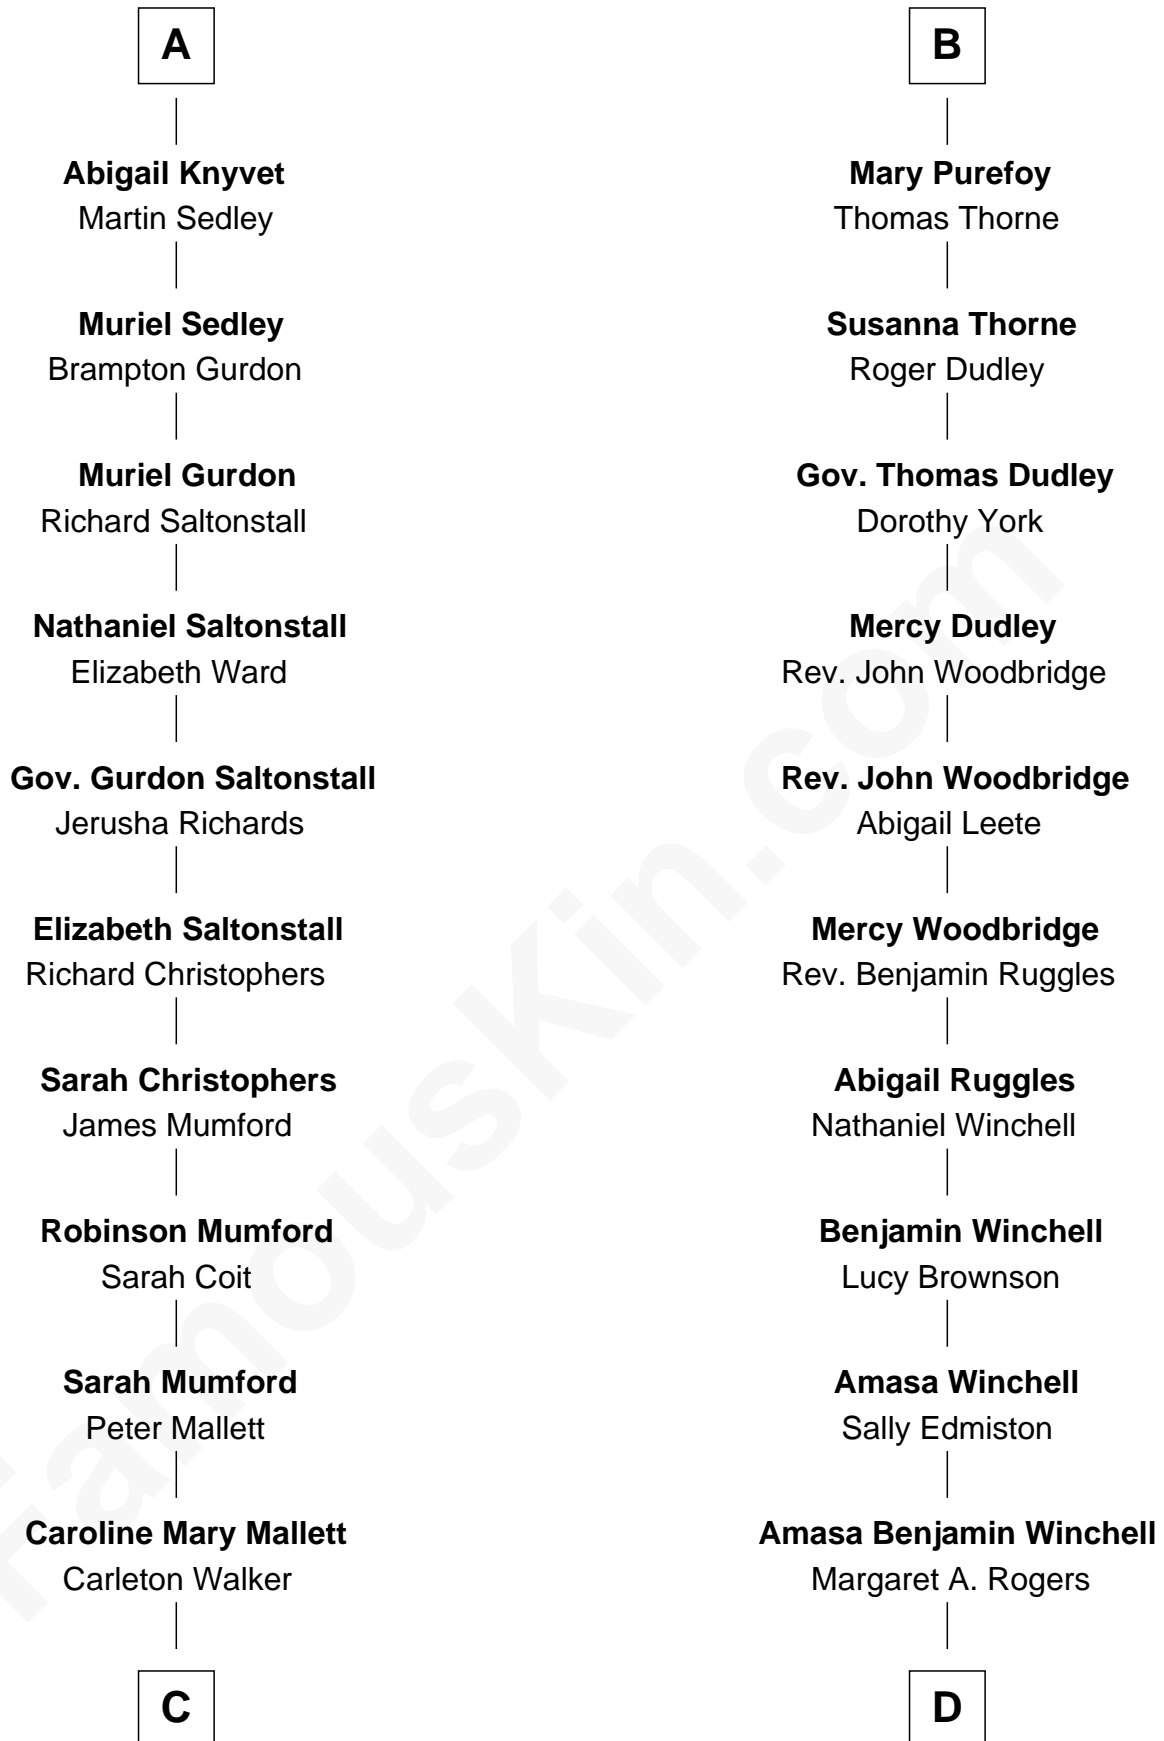 A
Abigail Knyvet
Martin Sedley
Muriel Sedley
Brampton Gurdon
Muriel Gurdon
Richard Saltonstall
Nathaniel Saltonstall
Elizabeth Ward
Gov. Gurdon Saltonstall
Jerusha Richards
Elizabeth Saltonstall
Richard Christophers
Sarah Christophers
James Mumford
Robinson Mumford
Sarah Coit
Sarah Mumford
Peter Mallett
Caroline Mary Mallett
Carleton Walker
C
B
Mary Purefoy
Thomas Thorne
Susanna Thorne
Roger Dudley
Gov. Thomas Dudley
Dorothy York
Mercy Dudley
Rev. John Woodbridge
Rev. John Woodbridge
Abigail Leete
Mercy Woodbridge
Rev. Benjamin Ruggles
Abigail Ruggles
Nathaniel Winchell
Benjamin Winchell
Lucy Brownson
Amasa Winchell
Sally Edmiston
Amasa Benjamin Winchell
Margaret A. Rogers
D
FamousKin.com